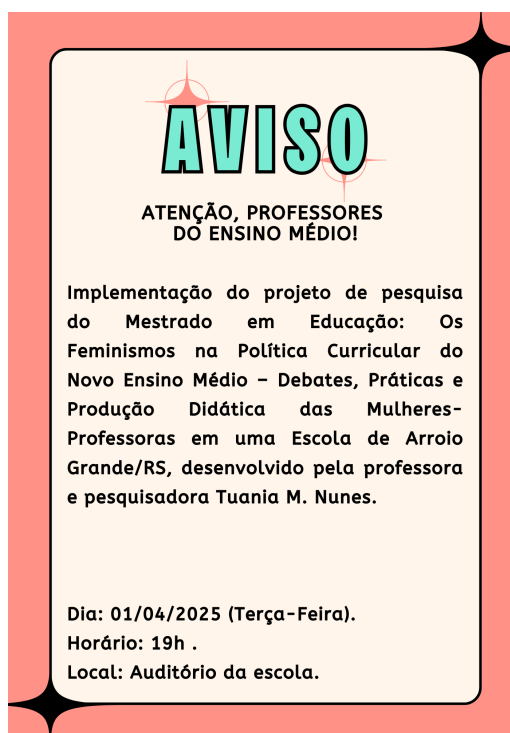 AVISO
ATENÇÃO, PROFESSORES
DO ENSINO MÉDIO!
Implementação do projeto de pesquisa
do Mestrado em Educação: Os
Feminismos na Política Curricular do
Novo Ensino Médio – Debates, Práticas e
Produção Didática das Mulheres-
Professoras em uma Escola de Arroio
Grande/RS, desenvolvido pela professora
e pesquisadora Tuania M. Nunes.
Dia: 01/04/2025 (Terça-Feira).
Horário: 19h .
Local: Auditório da escola.